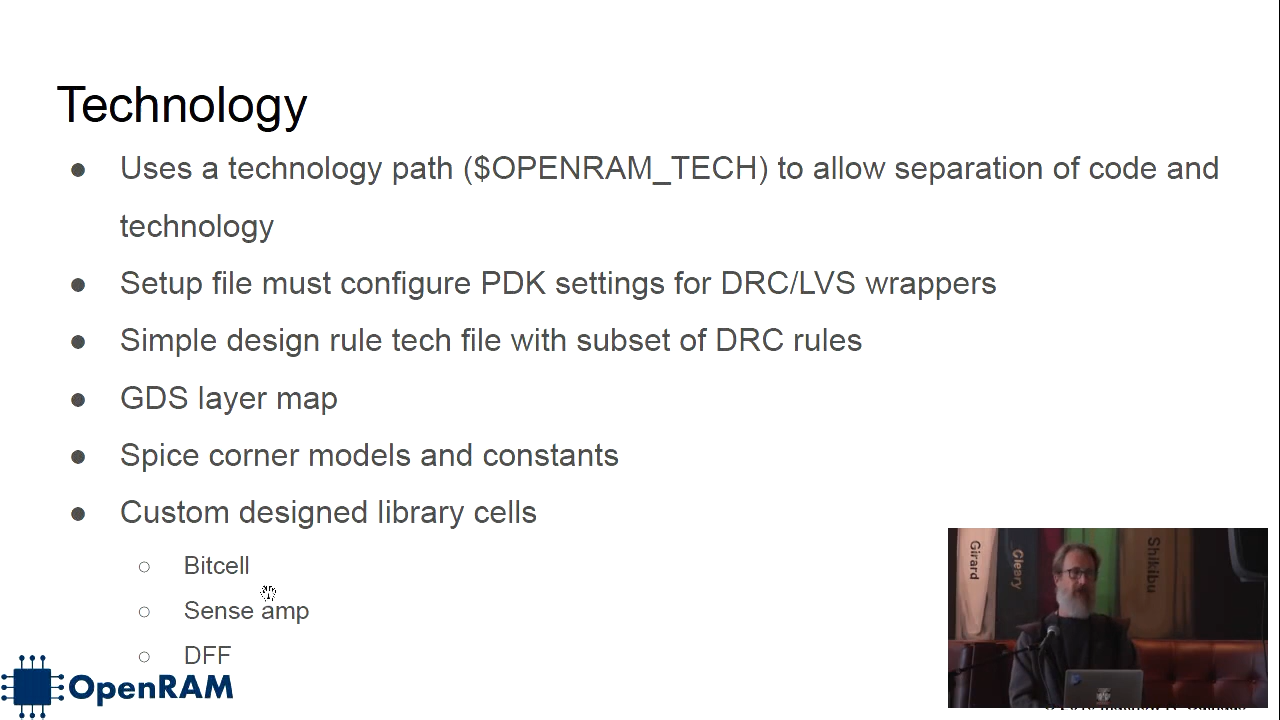 Technology
● Uses a technology path ($OPENRAM_TECH) to allow separation of code and
technology
● Setup file must configure PDK settings for DRC/LVS wrappers
● Simple design rule tech file with subset of DRC rules
● GDS layer map
● Spice corner models and constants
● Custom designed library cells
○ Bitcell
○ Sense amp
○ DFF
OpenRAM
Girard
Cleary
Shikibu